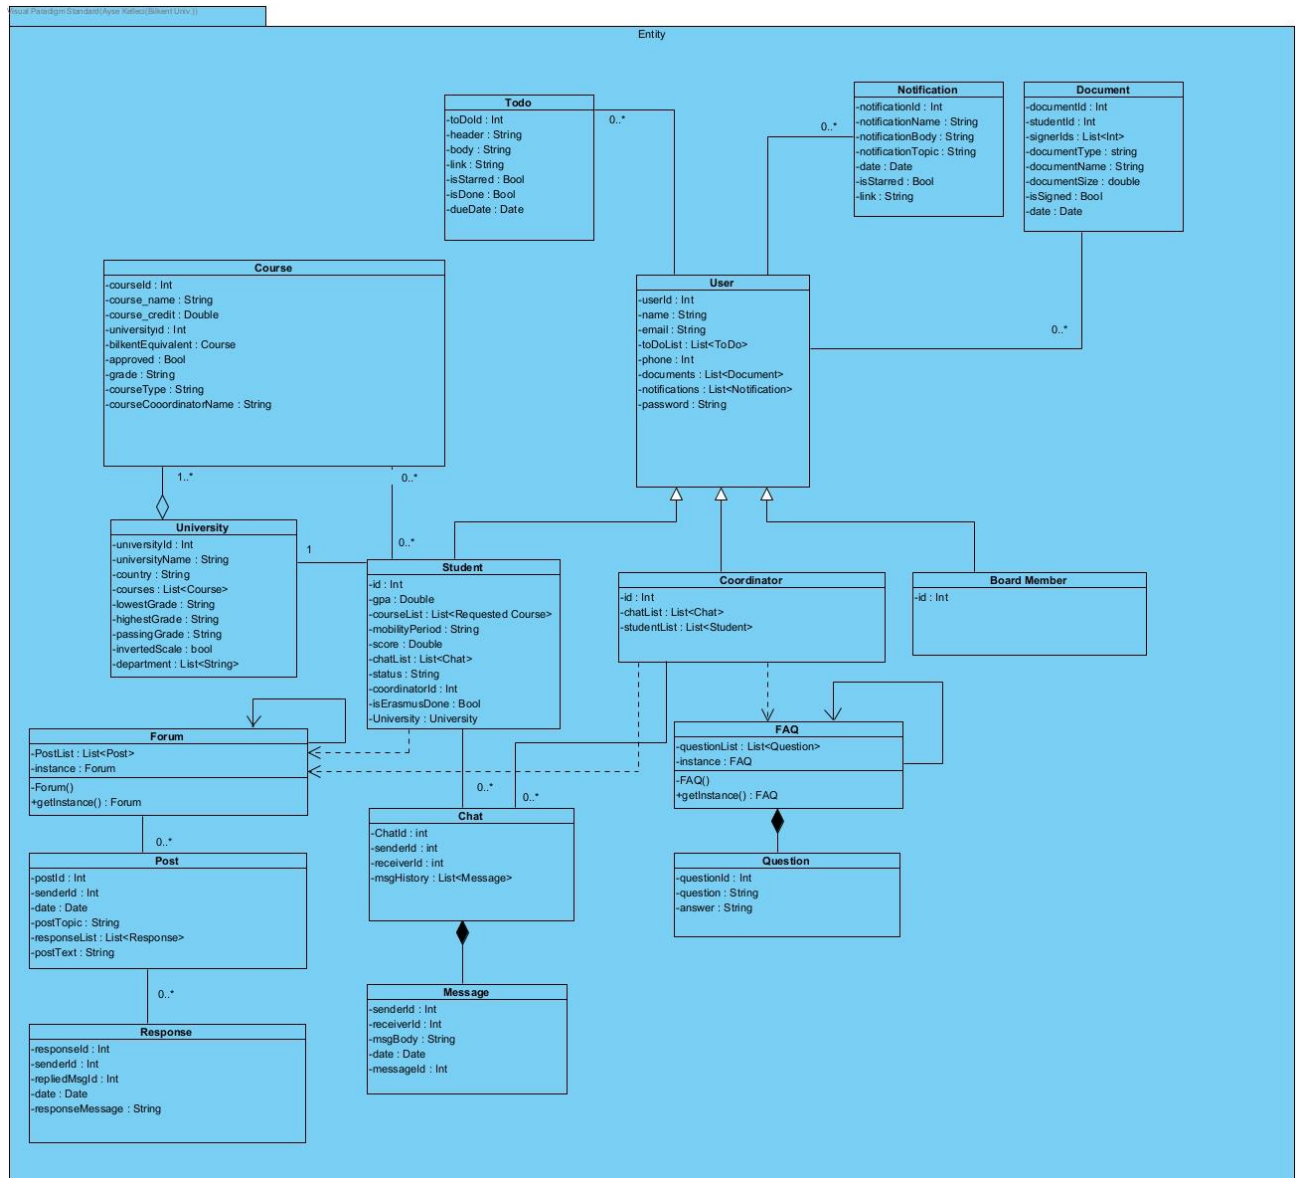 Visual Paradigm Standard(Ayse Kelleci(Bilkent Univ.))
Entity
Todo
-toDoId : Int
-header : String
-body : String
-link : String
-isStarred : Bool
-isDone : Bool
-dueDate : Date
0..*
Notification
-notificationId : Int
-notificationName : String
-notificationBody : String
-notificationTopic : String
-date : Date
-isStarred : Bool
-link : String
0..*
Document
-documentId : Int
-studentId : Int
-signerIds : List<Int>
-documentType : string
-documentName : String
-documentSize : double
-isSigned : Bool
-date : Date
0..*
Course
-courseId : Int
-course_name : String
-course_credit : Double
-universityıd : Int
-bilkentEquivalent : Course
-approved : Bool
-grade : String
-courseType : String
-courseCooordinatorName : String
1..*
0..*
User
-userId : Int
-name : String
-email : String
-toDoList : List<ToDo>
-phone : Int
-documents : List<Document>
-notifications : List<Notification>
-password : String
University
-unıversityId : Int
-universityName : String
-country : String
-courses : List<Course>
-lowestGrade : String
-highestGrade : String
-passingGrade : String
-invertedScale : bool
-department : List<String>
1
0..*
Student
-id : Int
-gpa : Double
-courseList : List<Requested Course>
-mobilityPeriod : String
-score : Double
-chatList : List<Chat>
-status : String
-coordinatorId : Int
-isErasmusDone : Bool
-University : University
Coordinator
-id : Int
-chatList : List<Chat>
-studentList : List<Student>
Board Member
-id : Int
Forum
-PostList : List<Post>
-instance : Forum
-Forum()
+getInstance() : Forum
0..*
FAQ
-questionList : List<Question>
-instance : FAQ
-FAQ()
+getInstance() : FAQ
0..*
0..*
Chat
-ChatId : int
-senderId : int
-receiverId : int
-msgHistory : List<Message>
Post
-postId : Int
-senderId : Int
-date : Date
-postTopic : String
-responseList : List<Response>
-postText : String
0..*
Question
-questionId : Int
-question : String
-answer : String
Message
-senderId : Int
-receiverId : Int
-msgBody : String
-date : Date
-messageId : Int
Response
-responseId : Int
-senderId : Int
-repliedMsgId : Int
-date : Date
-responseMessage : String